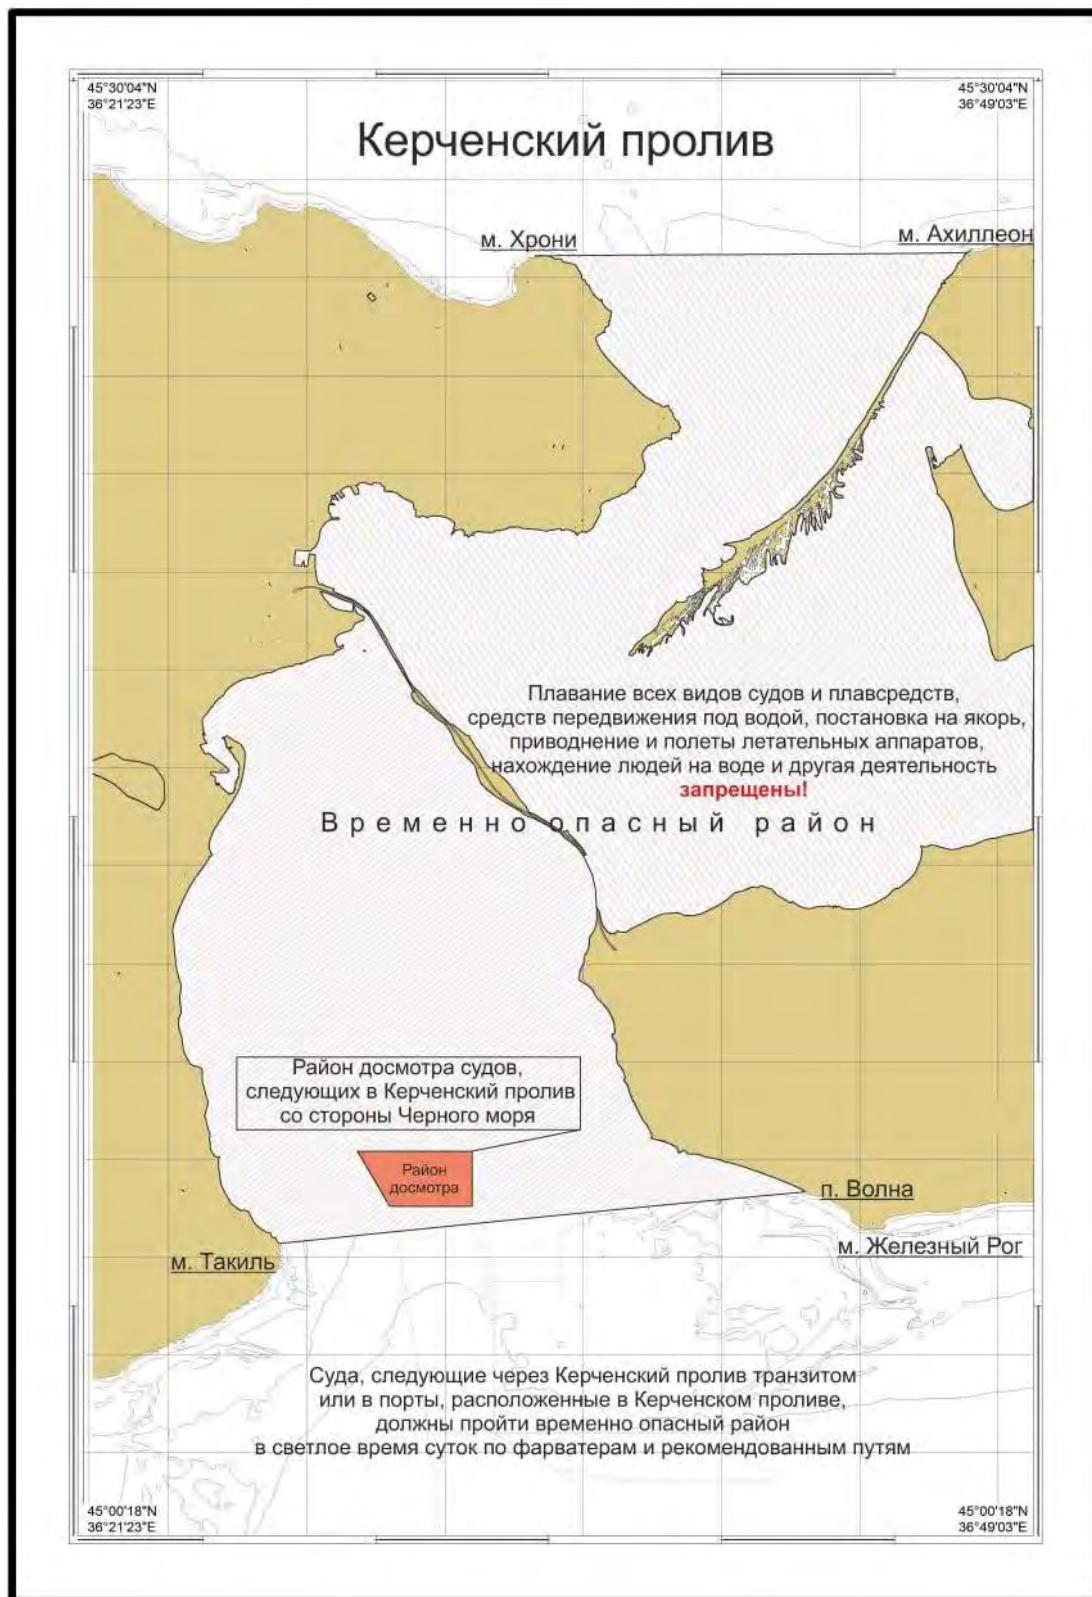 45°30'04"N
36°21'23"E
45°30'04"N
36°49'03"E
Керченский пролив
м. Хрони
м. Ахиллеон
Плавание всех видов судов и плавсредств,
средств передвижения под водой, постановка на якорь,
приводнение и полеты летательных аппаратов,
нахождение людей на воде и другая деятельность
запрещены!
Временно опасный район
Район досмотра судов,
следующих в Керченский пролив
со стороны Черного моря
Район
досмотра
п. Волна
м. Железный Рог
м. Такиль
Суда, следующие через Керченский пролив транзитом
или в порты, расположенные в Керченском проливе,
должны пройти временно опасный район
в светлое время суток по фарватерам и рекомендованным путям
45°00'18"N
36°21'23"E
45°00'18"N
36°49'03"E